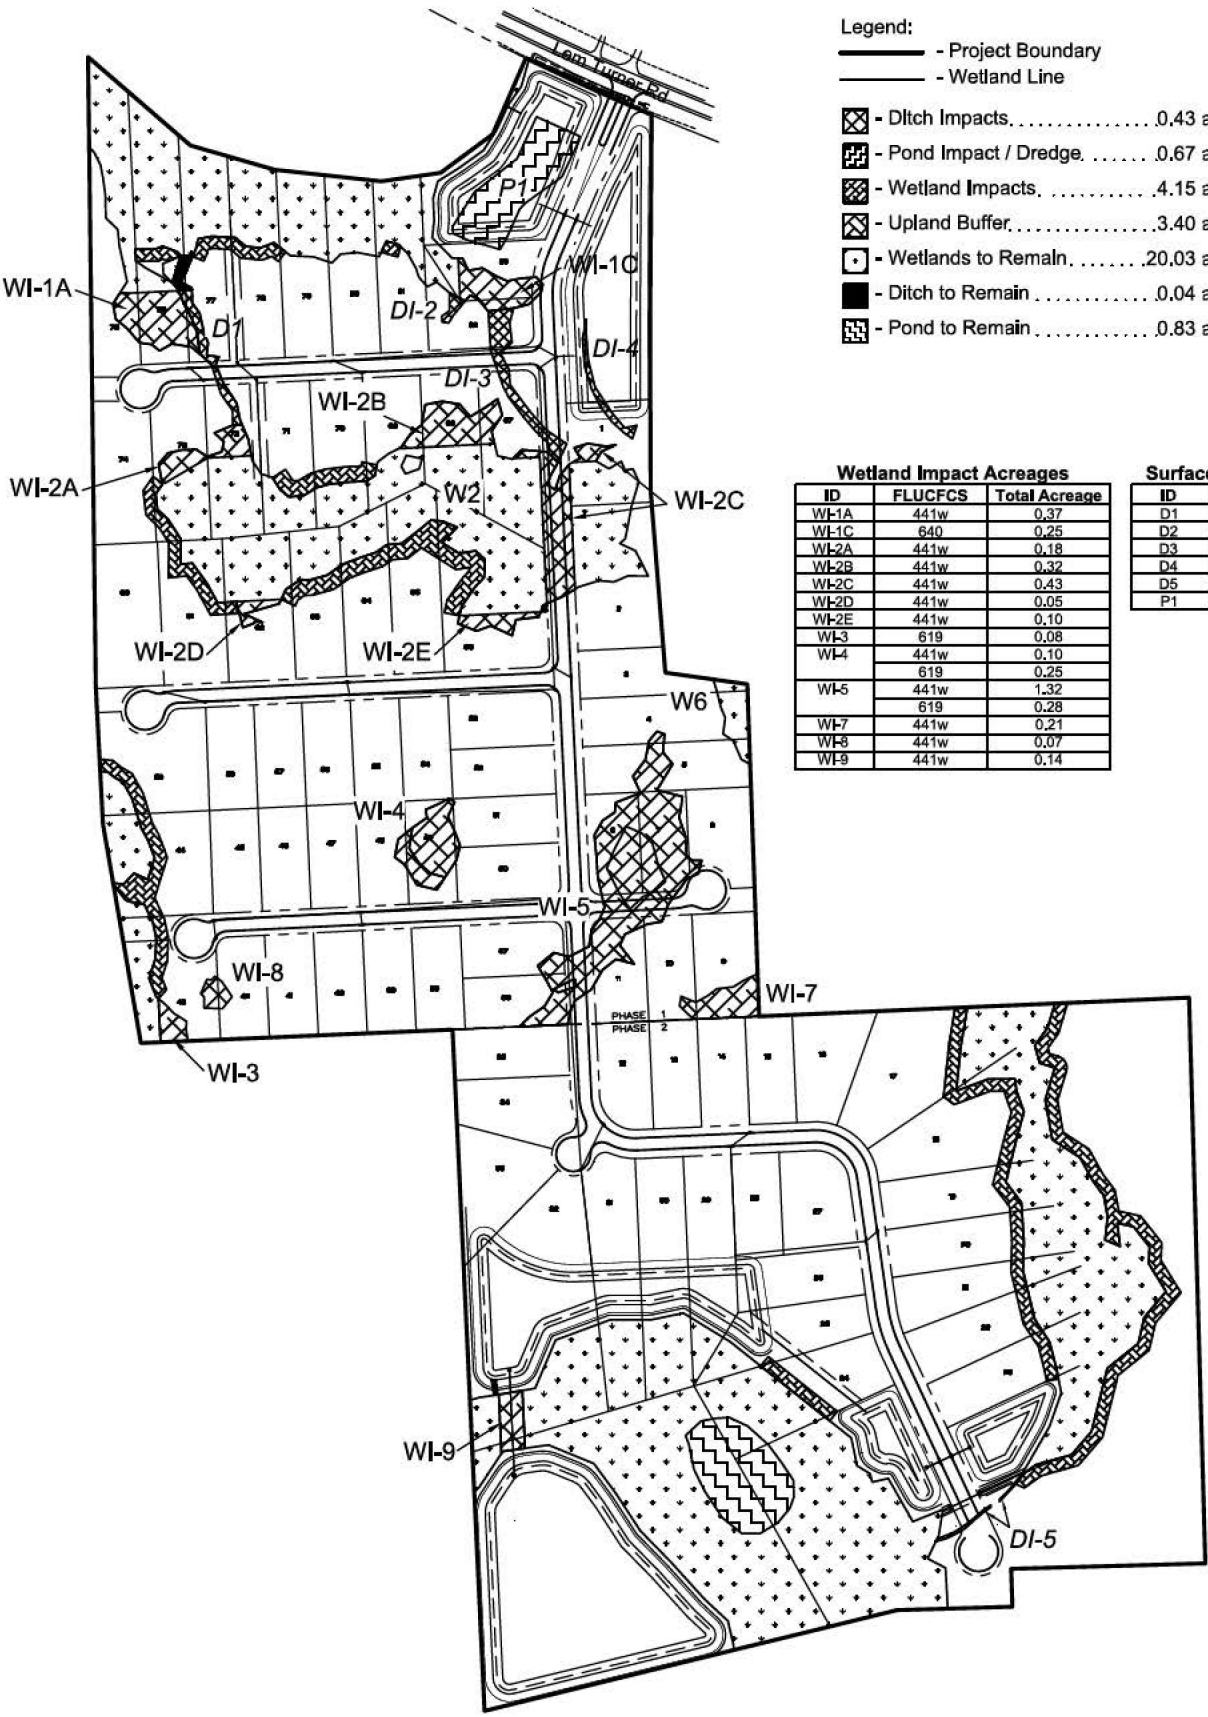 Legend:
- Project Boundary
- Wetland Line
- Ditch Impacts..............0.43 a
- Pond Impact / Dredge.......0.67 a
- Wetland Impacts............4.15 a
- Upland Buffer..............3.40 a
- Wetlands to Remain.........20.03 a
- Ditch to Remain............0.04 a
- Pond to Remain.............0.83 a
Lem Turner Rd
P1
WI-1C
WI-1A
DI-2
D1
DI-4
DI-3
WI-2B
WI-2A
W2
WI-2C
WI-2D
WI-2E
W6
WI-4
WI-5
WI-8
WI-7
PHASE 1
PHASE 2
WI-3
WI-9
DI-5
Wetland Impact Acreages
ID FLUCFCS Total Acreage
WI-1A 441w 0.37
WI-1C 640 0.25
WI-2A 441w 0.18
WI-2B 441w 0.32
WI-2C 441w 0.43
WI-2D 441w 0.05
WI-2E 441w 0.10
WI-3 619 0.08
WI-4 441w 0.10
619 0.25
WI-5 441w 1.32
619 0.28
WI-7 441w 0.21
WI-8 441w 0.07
WI-9 441w 0.14
Surface
ID
D1
D2
D3
D4
D5
P1